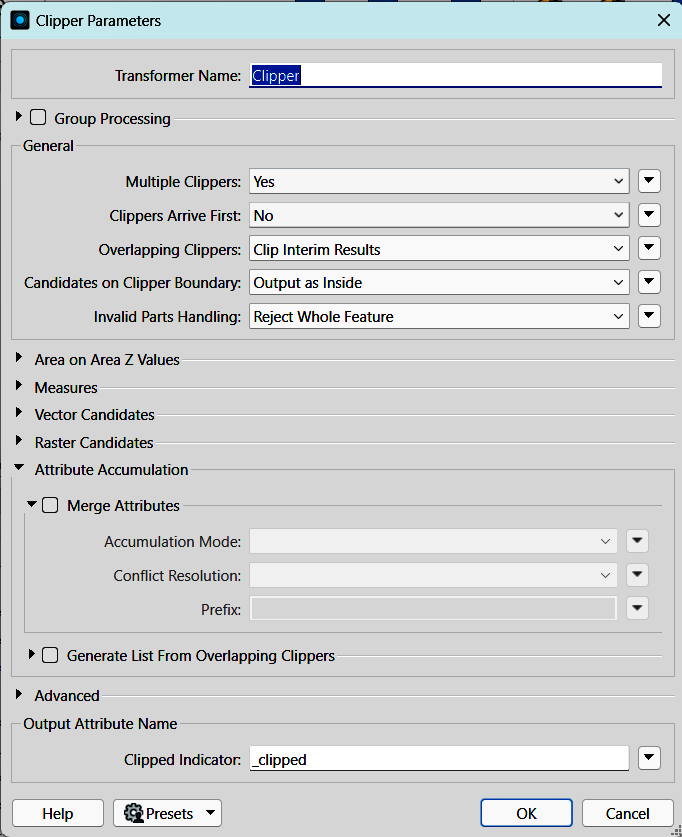 Clipper Parameters
Transformer Name: Clipper
Group Processing
General
Multiple Clippers: Yes
Clippers Arrive First: No
Overlapping Clippers: Clip Interim Results
Candidates on Clipper Boundary: Output as Inside
Invalid Parts Handling: Reject Whole Feature
Area on Area Z Values
Measures
Vector Candidates
Raster Candidates
Attribute Accumulation
Merge Attributes
Accumulation Mode:
Conflict Resolution:
Prefix:
Generate List From Overlapping Clippers
Advanced
Output Attribute Name
Clipped Indicator: _clipped
Help Presets OK Cancel